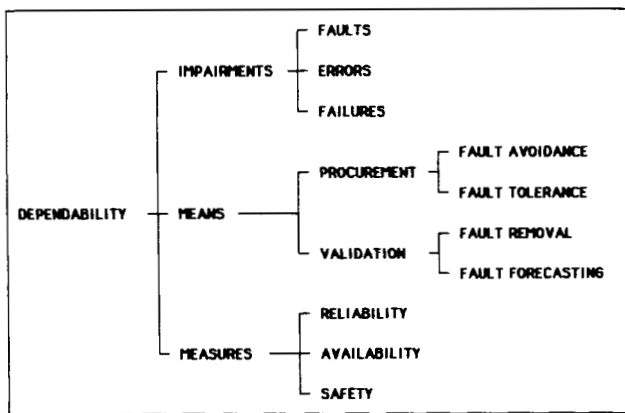 FAULTS
IMPAIRMENTS
ERRORS
FAILURES
FAULT AVOIDANCE
PROCUREMENT
FAULT TOLERANCE
DEPENDABILITY
MEANS
FAULT REMOVAL
VALIDATION
FAULT FORECASTING
RELIABILITY
MEASURES
AVAILABILITY
SAFETY